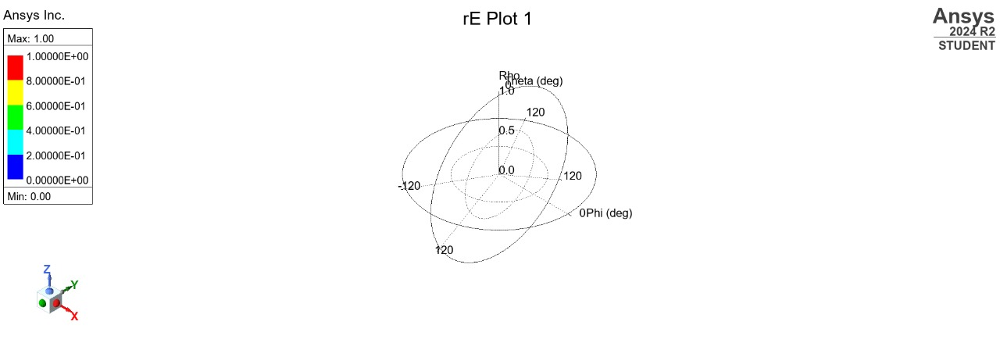 Ansys Inc.
rE Plot 1
Ansys
2024 R2
STUDENT
Max: 1.00
1.00000E+00
8.00000E-01
6.00000E-01
4.00000E-01
2.00000E-01
0.00000E+00
Min: 0.00
Rho
Theta (deg)
0
1.0
120
0.5
0.0
120
-120
0Phi (deg)
120
Z
Y
X